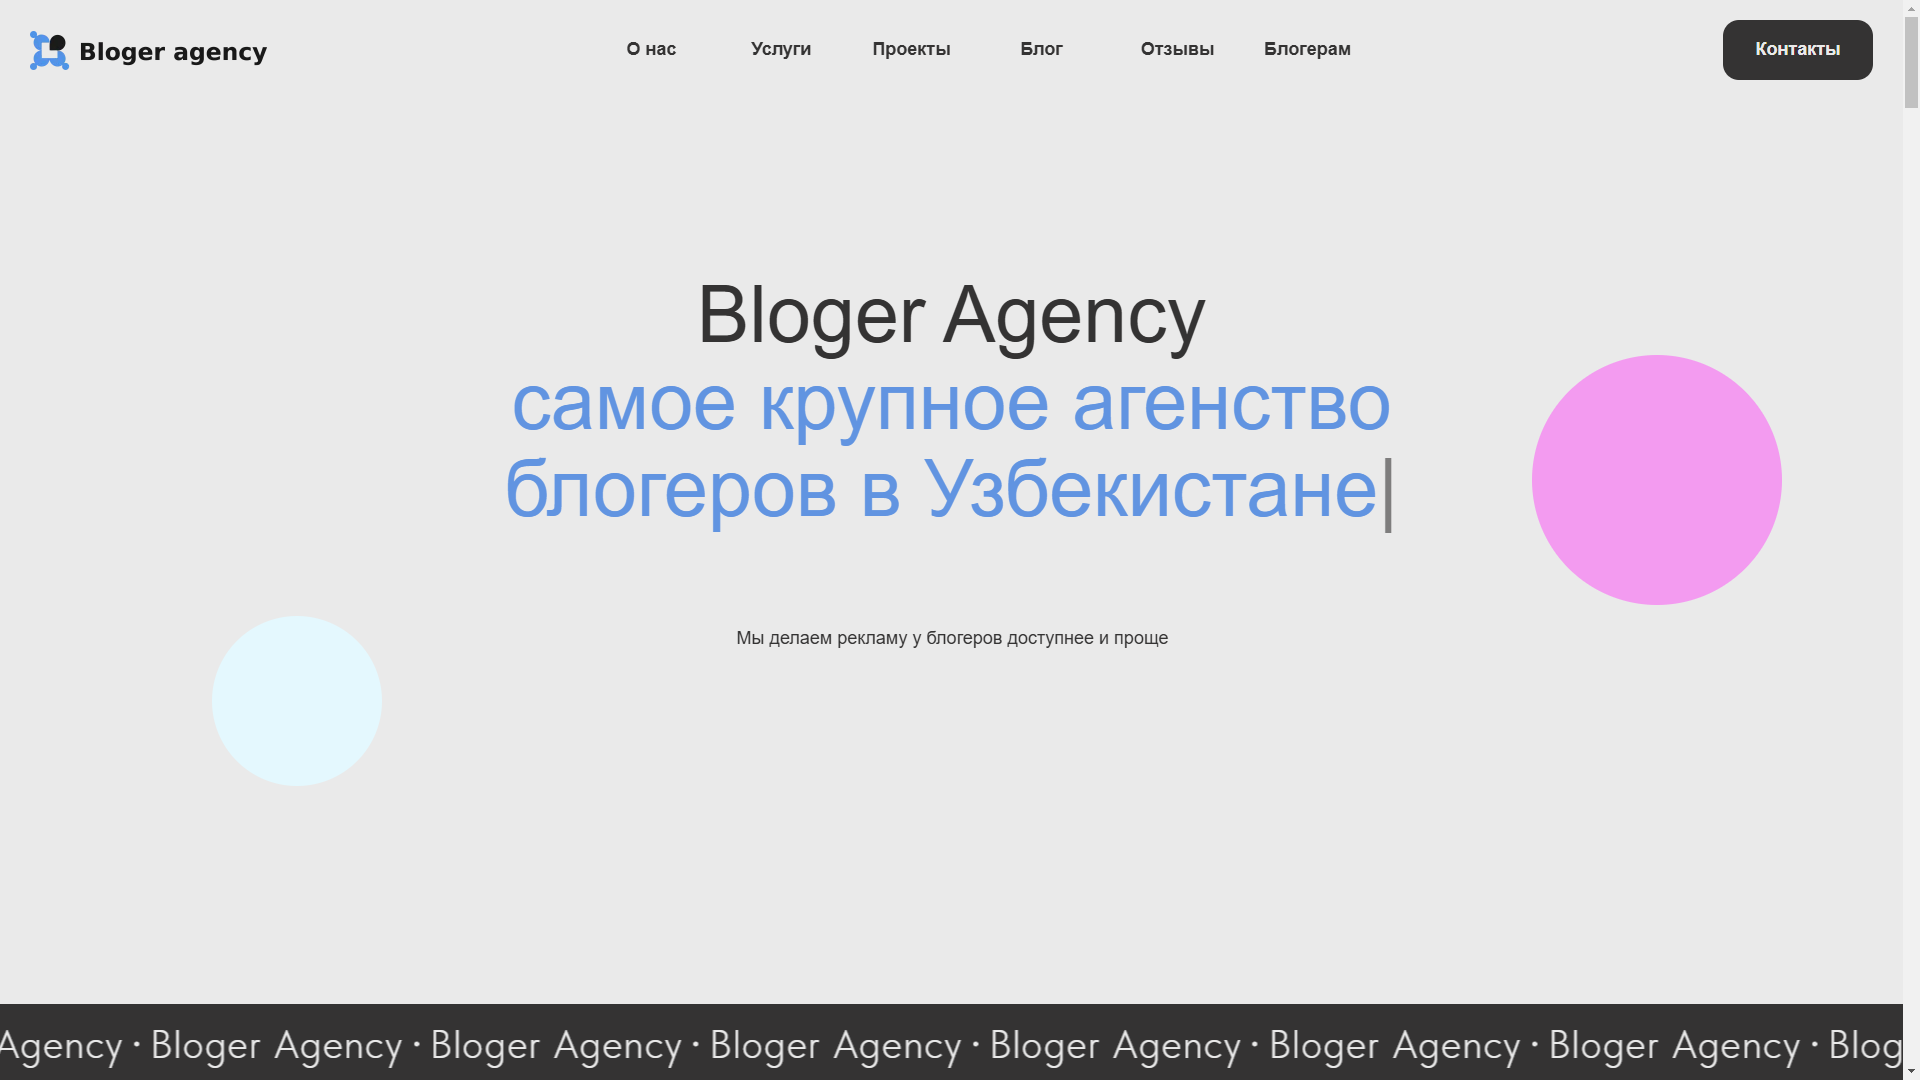 Bloger agency
О нас
Услуги
Проекты
Блог
Отзывы
Блогерам
Контакты
Bloger Agency
самое крупное агенство
блогеров в Узбекистане|
Мы делаем рекламу у блогеров доступнее и проще
Agency · Bloger Agency · Bloger Agency · Bloger Agency · Bloger Agency · Bloger Agency · Bloger Agency · Blog